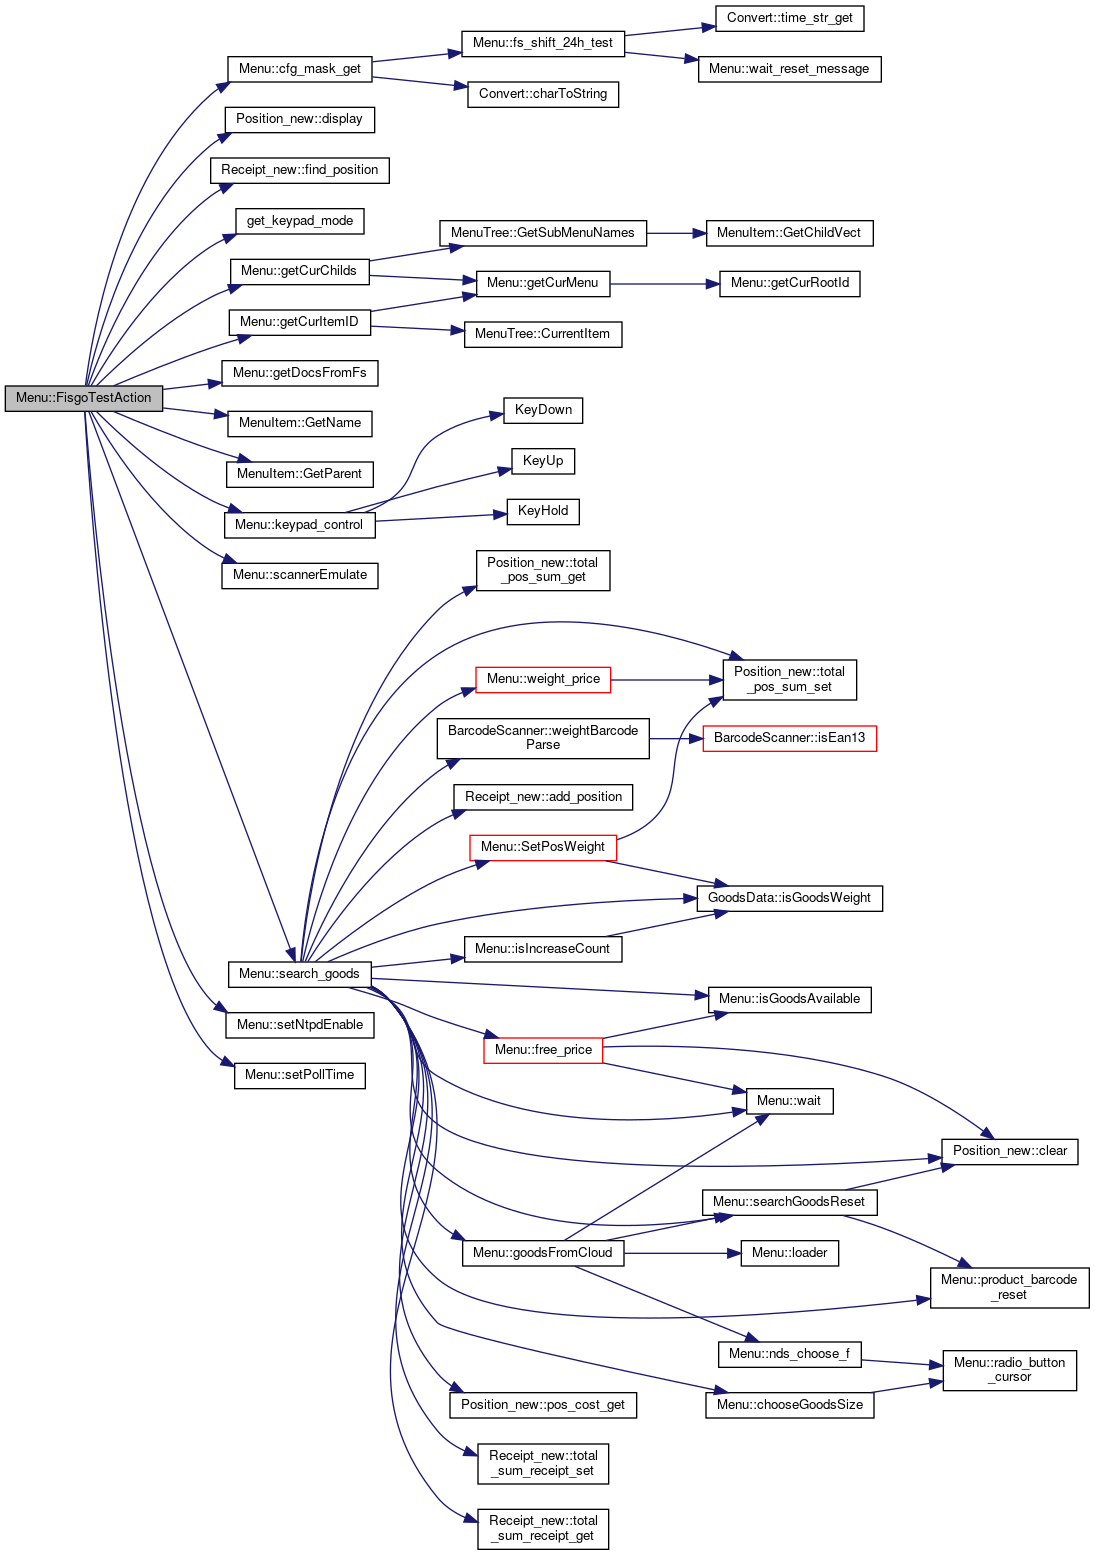 Convert::time_str_get
Menu::fs_shift_24h_test
Menu::cfg_mask_get
Menu::wait_reset_message
Convert::charToString
Position_new::display
Receipt_new::find_position
get_keypad_mode
MenuTree::GetSubMenuNames
MenuItem::GetChildVect
Menu::getCurChilds
Menu::getCurMenu
Menu::getCurRootId
Menu::getCurItemID
MenuTree::CurrentItem
Menu::getDocsFromFs
Menu::FisgoTestAction
KeyDown
MenuItem::GetName
KeyUp
MenuItem::GetParent
KeyHold
Menu::keypad_control
Position_new::total
_pos_sum_get
Menu::scannerEmulate
Menu::weight_price
Position_new::total
_pos_sum_set
BarcodeScanner::weightBarcode
Parse
BarcodeScanner::isEan13
Receipt_new::add_position
Menu::SetPosWeight
GoodsData::isGoodsWeight
Menu::isIncreaseCount
Menu::search_goods
Menu::isGoodsAvailable
Menu::setNtpdEnable
Menu::free_price
Menu::setPollTime
Menu::wait
Position_new::clear
Menu::searchGoodsReset
Menu::goodsFromCloud
Menu::loader
Menu::product_barcode
_reset
Menu::nds_choose_f
Menu::radio_button
_cursor
Position_new::pos_cost_get
Menu::chooseGoodsSize
Receipt_new::total
_sum_receipt_set
Receipt_new::total
_sum_receipt_get